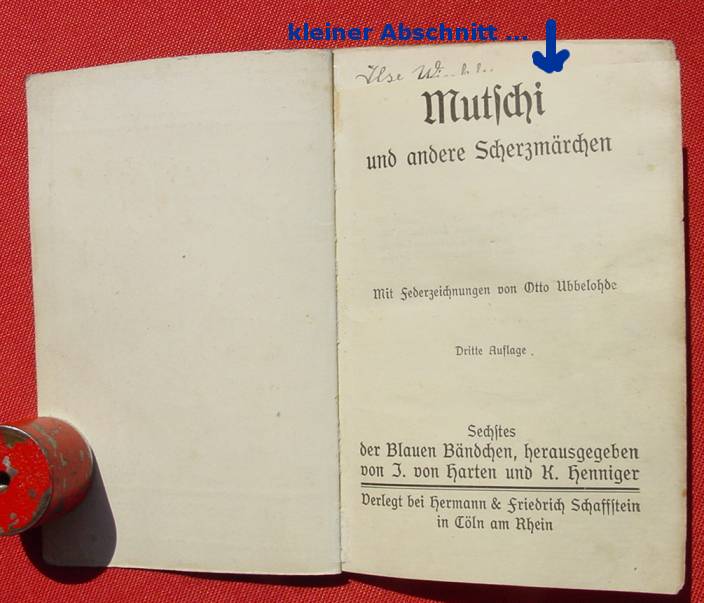 kleiner Abschnitt ...
Ilse
Mutschi
und andere Scherzmärchen
Mit Federzeichnungen von Otto Ubbelohde
Dritte Auflage.
Sechstes
der Blauen Bändchen, herausgegeben
von J. von Harten und K. Henniger
Verlegt bei Hermann & Friedrich Schaffstein
in Cöln am Rhein